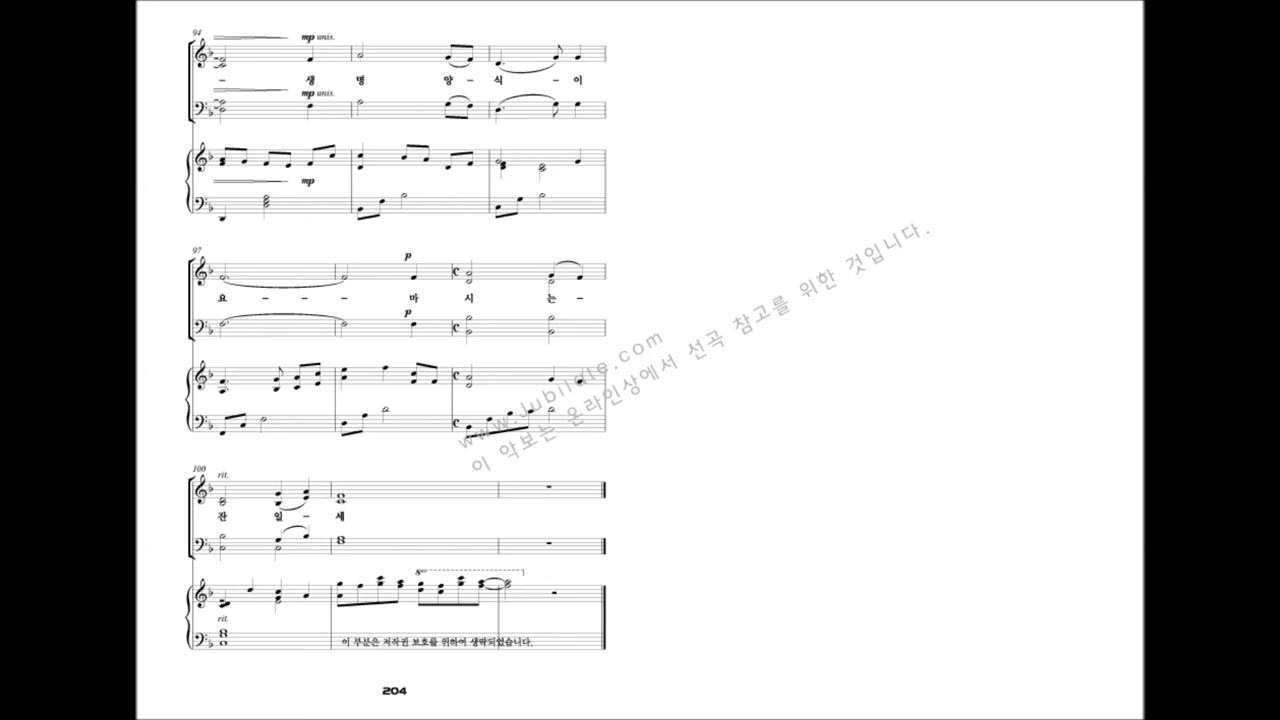 94
mp unis.
- 생 명 양 - 식 - 이
mp unis.
mp
97
p
요 - - - 마 시 는 -
p
www.jubilate.com
이 악보는 온라인상에서 선곡 참고를 위한 것입니다.
100
rit.
잔 일 - 세
8va
rit.
이 부분은 저작권 보호를 위하여 생략되었습니다.
204